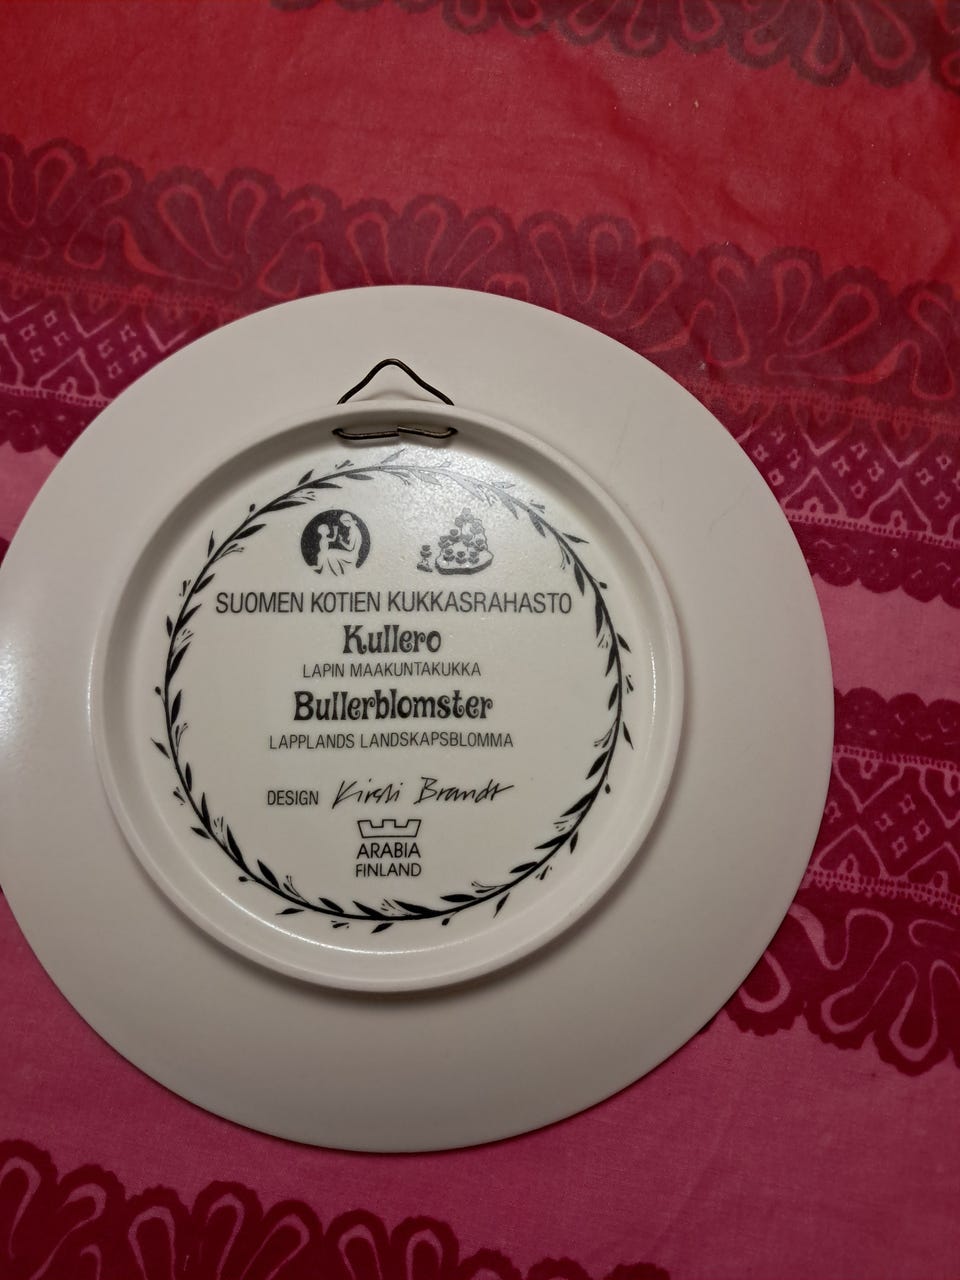 SUOMEN KOTIEN KUKKASRAHASTO
Kullero
LAPIN MAAKUNTAKUKKA
Bullerblomster
LAPPLANDS LANDSKAPSBLOMMA
DESIGN Kirsti Brandt
ARABIA
FINLAND